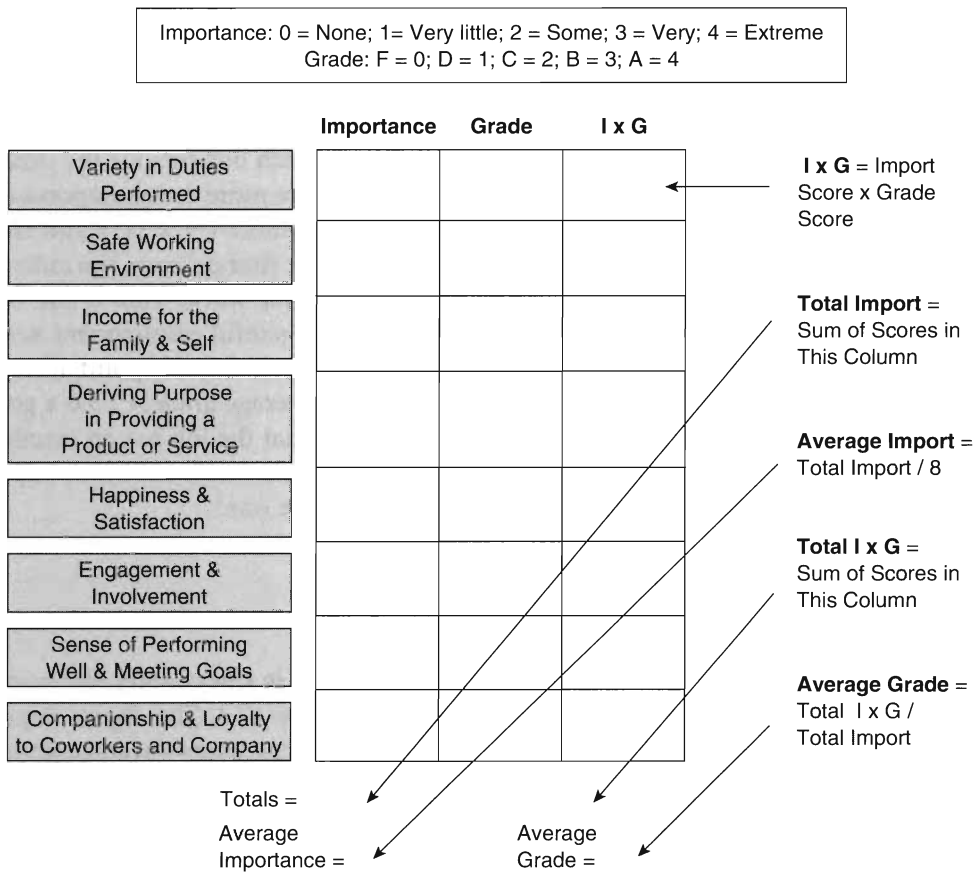 Importance: 0 = None; 1= Very little; 2 = Some; 3 = Very; 4 = Extreme
Grade: F = 0; D = 1; C = 2; B = 3; A = 4
Importance Grade I x G
Variety in Duties
Performed
Safe Working
Environment
Income for the
Family & Self
Deriving Purpose
in Providing a
Product or Service
Happiness &
Satisfaction
Engagement &
Involvement
Sense of Performing
Well & Meeting Goals
Companionship & Loyalty
to Coworkers and Company
I x G = Import
Score x Grade
Score
Total Import =
Sum of Scores in
This Column
Average Import =
Total Import / 8
Total I x G =
Sum of Scores in
This Column
Average Grade =
Total I x G /
Total Import
Totals =
Average
Importance =
Average
Grade =